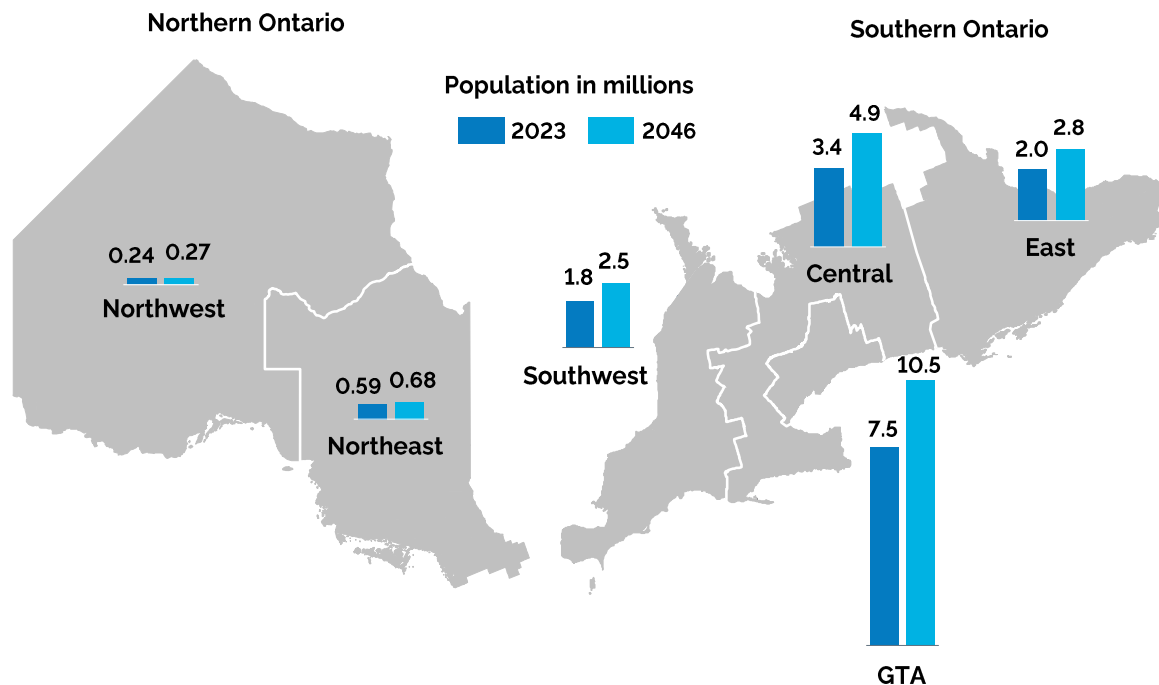 Northern Ontario
Southern Ontario
Population in millions
2023 2046
0.24 0.27
Northwest
0.59 0.68
Northeast
1.8 2.5
Southwest
3.4 4.9
Central
2.0 2.8
East
7.5 10.5
GTA